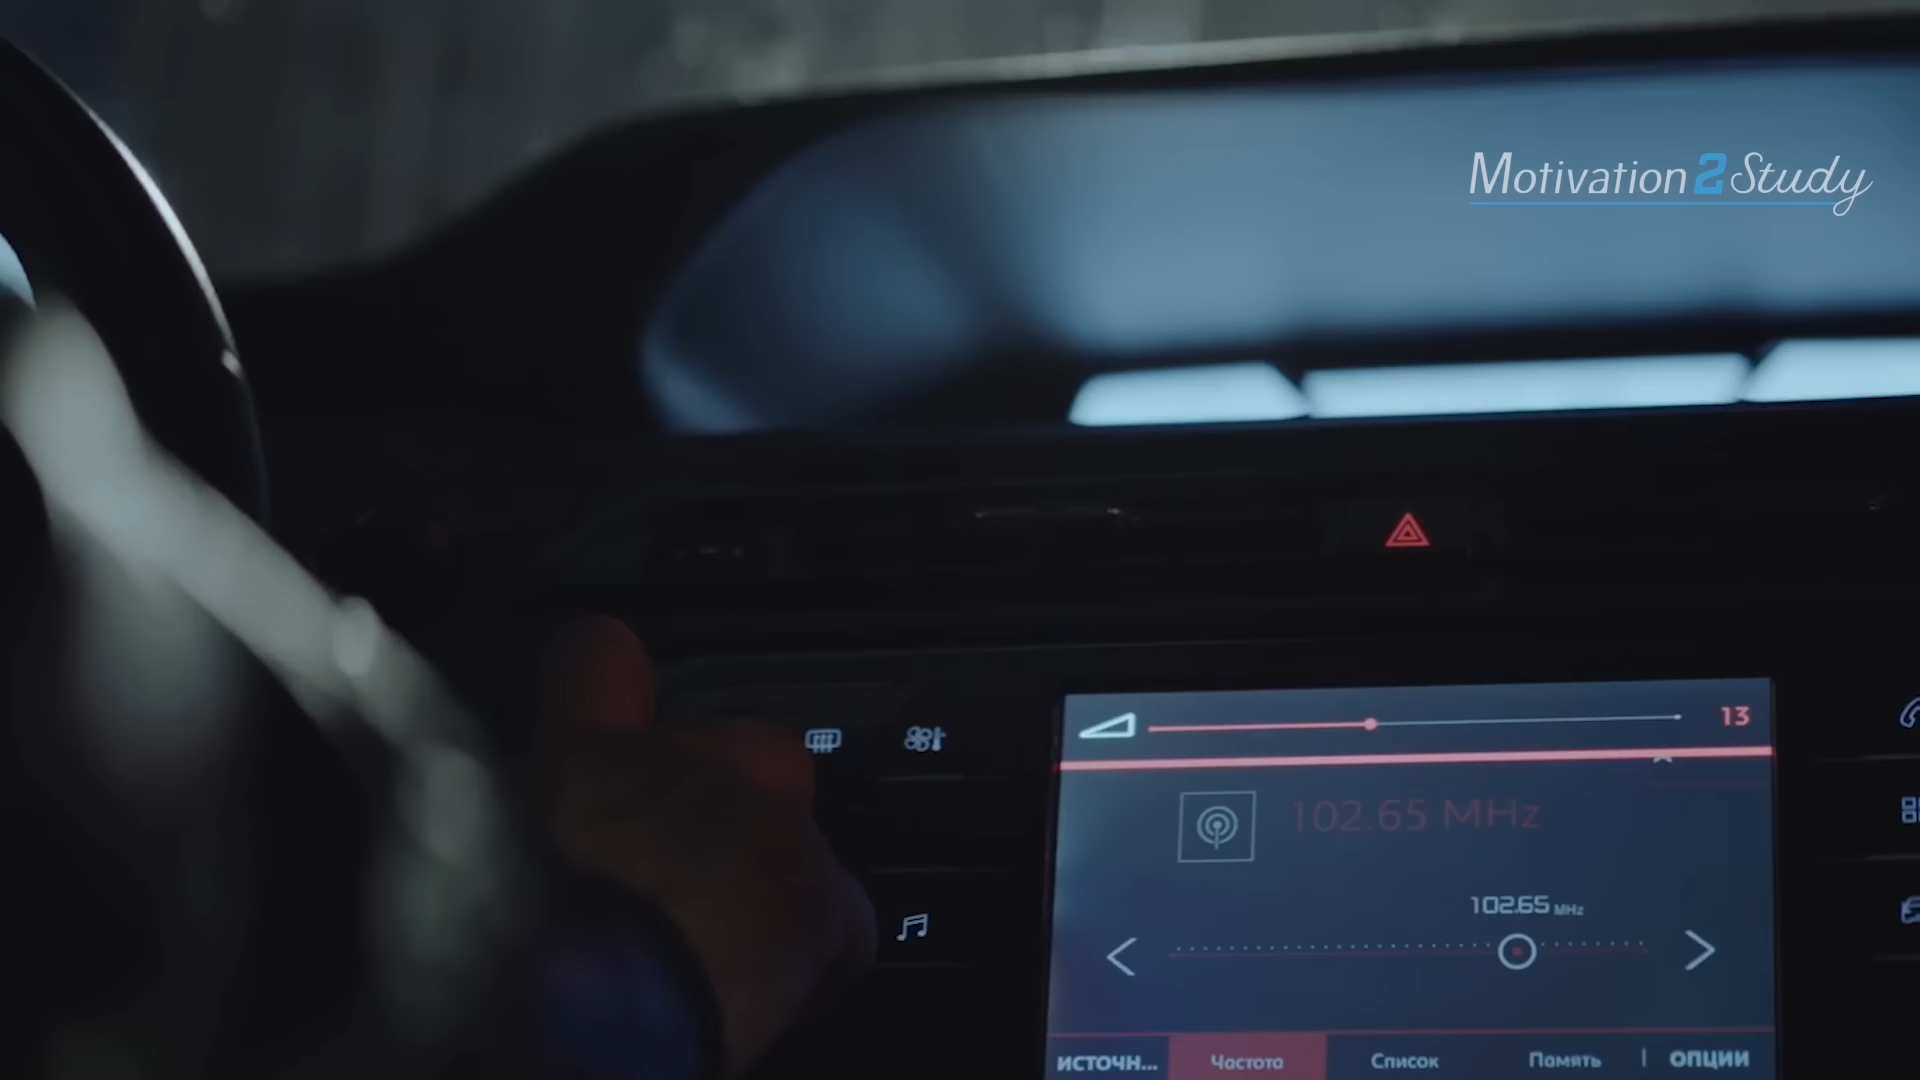 Motivation2Study
13
102.65 MHz
102.65 MHz
ИСТОЧН... Частота Список Память | ОПЦИИ